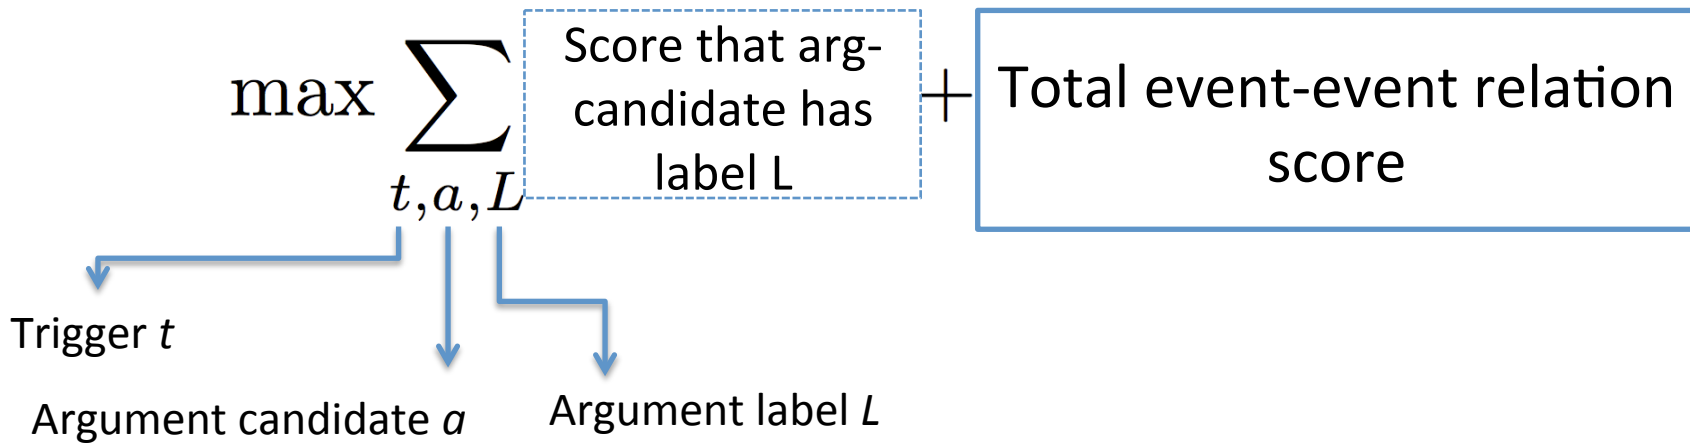 max ∑ Score that arg-
candidate has
label L
+ Total event-event relation
score
t,a,L
Trigger t
Argument candidate a
Argument label L